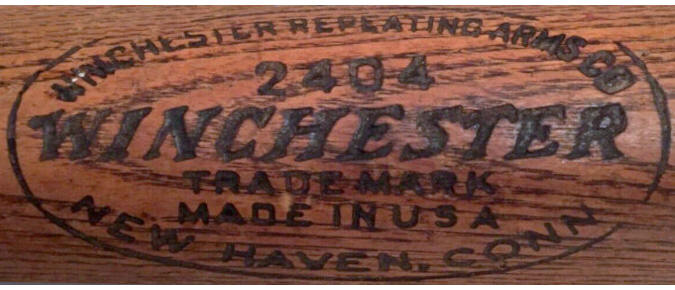 WINCHESTER REPEATING ARMS CO
2404
WINCHESTER
TRADE MARK
MADE IN USA
NEW HAVEN, CONN